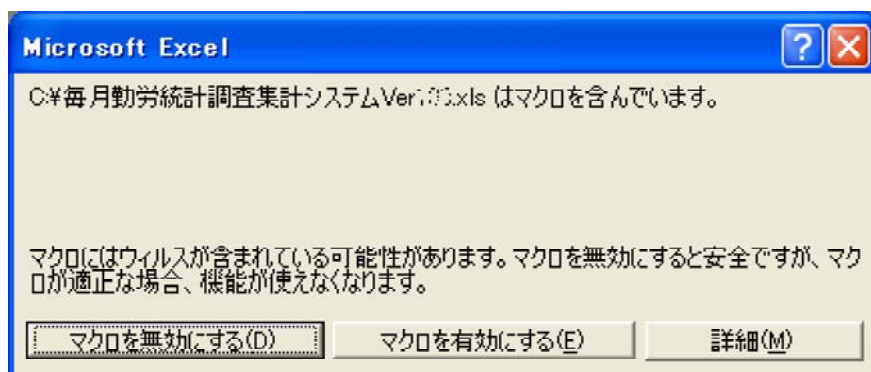 Microsoft Excel
C:¥毎月勤労統計調査集計システムVer
.xls はマクロを含んでいます。
マクロにはウィルスが含まれている可能性があります。マクロを無効にすると安全ですが、マク
ロが適正な場合、機能が使えなくなります。
マクロを無効にする(D)
マクロを有効にする(E)
詳細(M)